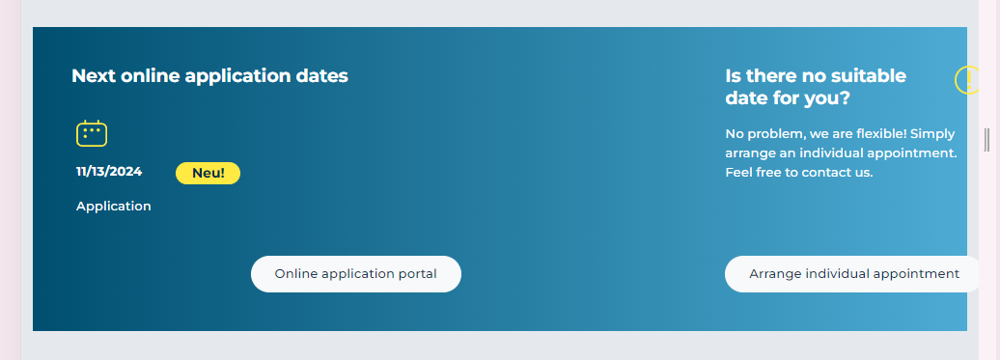 Next online application dates
11/13/2024
Neu!
Application
Online application portal
Is there no suitable
date for you?
No problem, we are flexible! Simply
arrange an individual appointment.
Feel free to contact us.
Arrange individual appointment